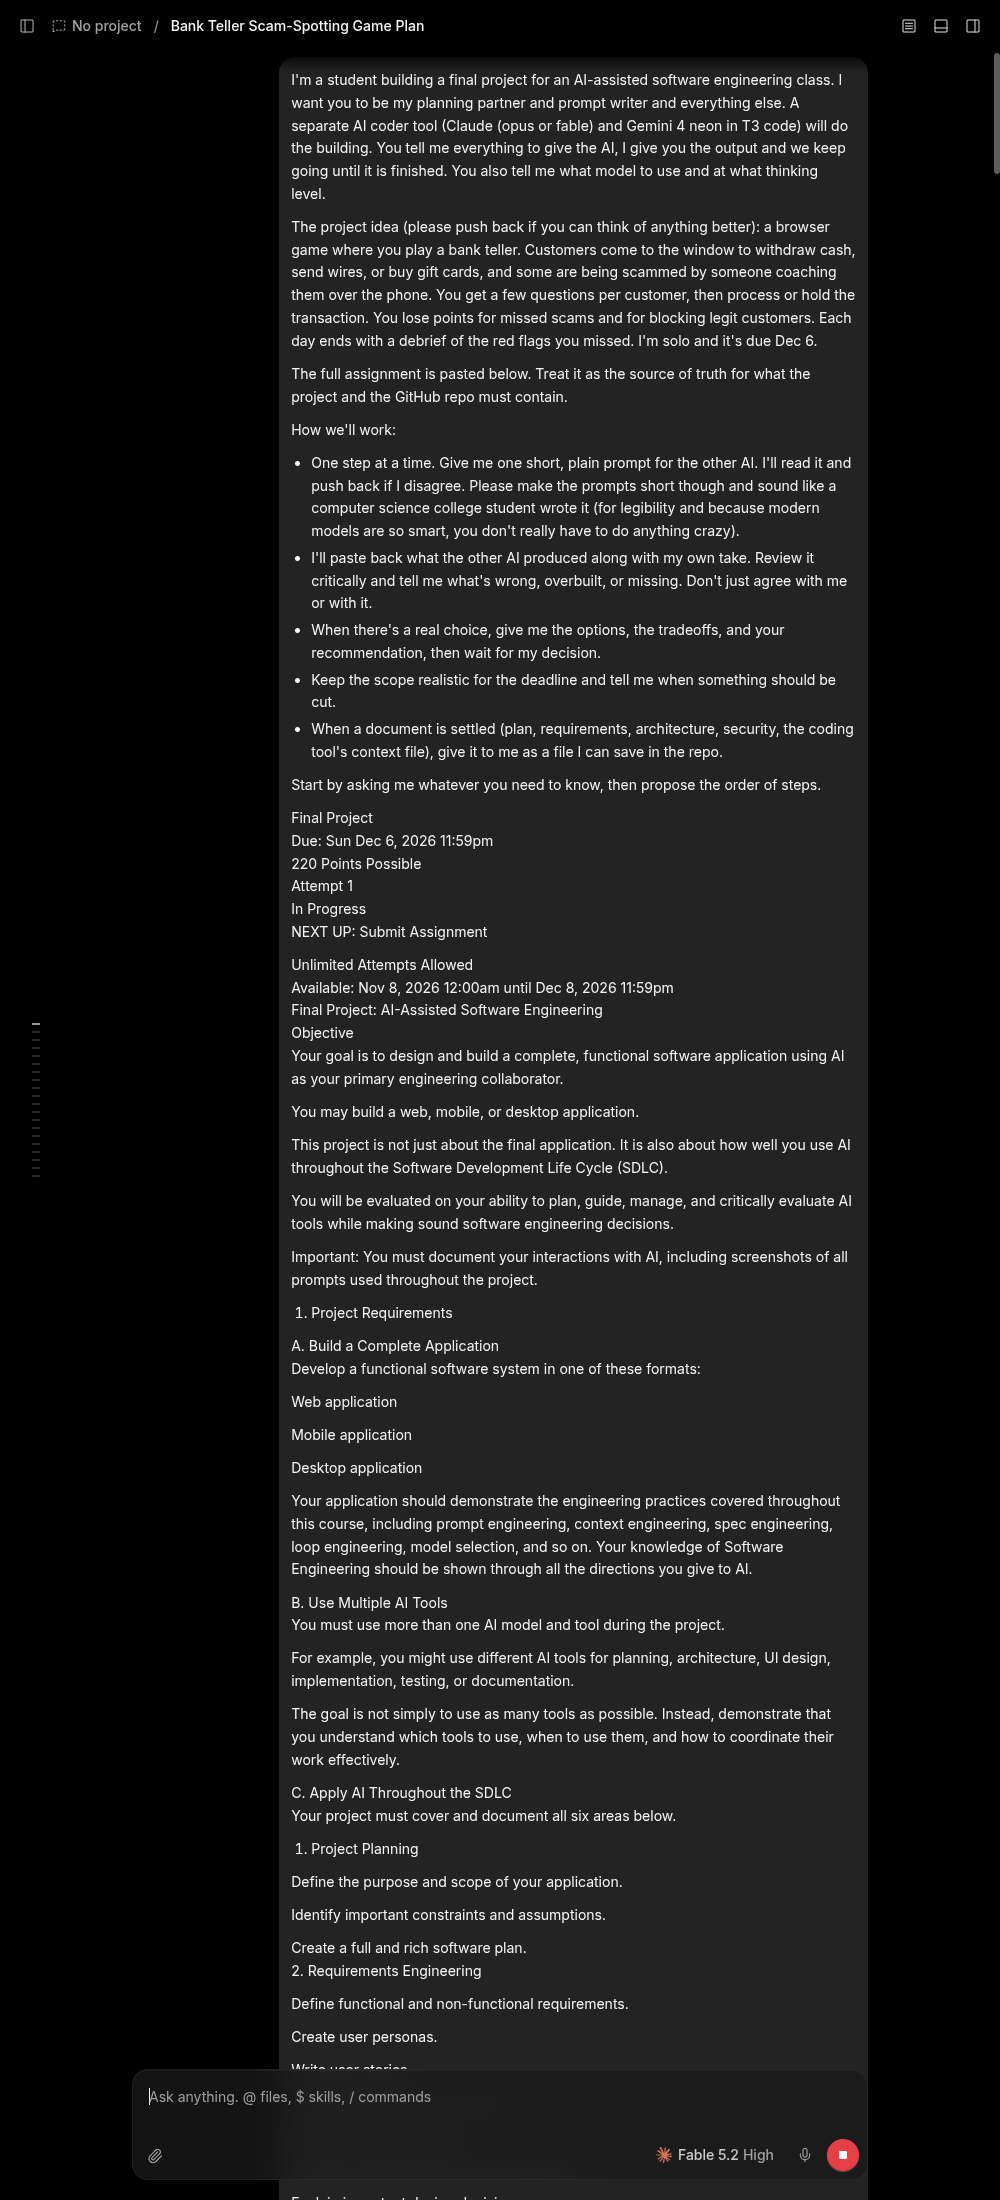 No project / Bank Teller Scam-Spotting Game Plan
I'm a student building a final project for an AI-assisted software engineering class. I
want you to be my planning partner and prompt writer and everything else. A
separate AI coder tool (Claude (opus or fable) and Gemini 4 neon in T3 code) will do
the building. You tell me everything to give the AI, I give you the output and we keep
going until it is finished. You also tell me what model to use and at what thinking
level.
The project idea (please push back if you can think of anything better): a browser
game where you play a bank teller. Customers come to the window to withdraw cash,
send wires, or buy gift cards, and some are being scammed by someone coaching
them over the phone. You get a few questions per customer, then process or hold the
transaction. You lose points for missed scams and for blocking legit customers. Each
day ends with a debrief of the red flags you missed. I'm solo and it's due Dec 6.
The full assignment is pasted below. Treat it as the source of truth for what the
project and the GitHub repo must contain.
How we'll work:
• One step at a time. Give me one short, plain prompt for the other AI. I'll read it and
push back if I disagree. Please make the prompts short though and sound like a
computer science college student wrote it (for legibility and because modern
models are so smart, you don't really have to do anything crazy).
• I'll paste back what the other AI produced along with my own take. Review it
critically and tell me what's wrong, overbuilt, or missing. Don't just agree with me
or with it.
• When there's a real choice, give me the options, the tradeoffs, and your
recommendation, then wait for my decision.
• Keep the scope realistic for the deadline and tell me when something should be
cut.
• When a document is settled (plan, requirements, architecture, security, the coding
tool's context file), give it to me as a file I can save in the repo.
Start by asking me whatever you need to know, then propose the order of steps.
Final Project
Due: Sun Dec 6, 2026 11:59pm
220 Points Possible
Attempt 1
In Progress
NEXT UP: Submit Assignment
Unlimited Attempts Allowed
Available: Nov 8, 2026 12:00am until Dec 8, 2026 11:59pm
Final Project: AI-Assisted Software Engineering
Objective
Your goal is to design and build a complete, functional software application using AI
as your primary engineering collaborator.
You may build a web, mobile, or desktop application.
This project is not just about the final application. It is also about how well you use AI
throughout the Software Development Life Cycle (SDLC).
You will be evaluated on your ability to plan, guide, manage, and critically evaluate AI
tools while making sound software engineering decisions.
Important: You must document your interactions with AI, including screenshots of all
prompts used throughout the project.
1. Project Requirements
A. Build a Complete Application
Develop a functional software system in one of these formats:
Web application
Mobile application
Desktop application
Your application should demonstrate the engineering practices covered throughout
this course, including prompt engineering, context engineering, spec engineering,
loop engineering, model selection, and so on. Your knowledge of Software
Engineering should be shown through all the directions you give to AI.
B. Use Multiple AI Tools
You must use more than one AI model and tool during the project.
For example, you might use different AI tools for planning, architecture, UI design,
implementation, testing, or documentation.
The goal is not simply to use as many tools as possible. Instead, demonstrate that
you understand which tools to use, when to use them, and how to coordinate their
work effectively.
C. Apply AI Throughout the SDLC
Your project must cover and document all six areas below.
1. Project Planning
Define the purpose and scope of your application.
Identify important constraints and assumptions.
Create a full and rich software plan.
2. Requirements Engineering
Define functional and non-functional requirements.
Create user personas.
Write user stories
Ask anything. @ files, $ skills, / commands
Fable 5.2 High